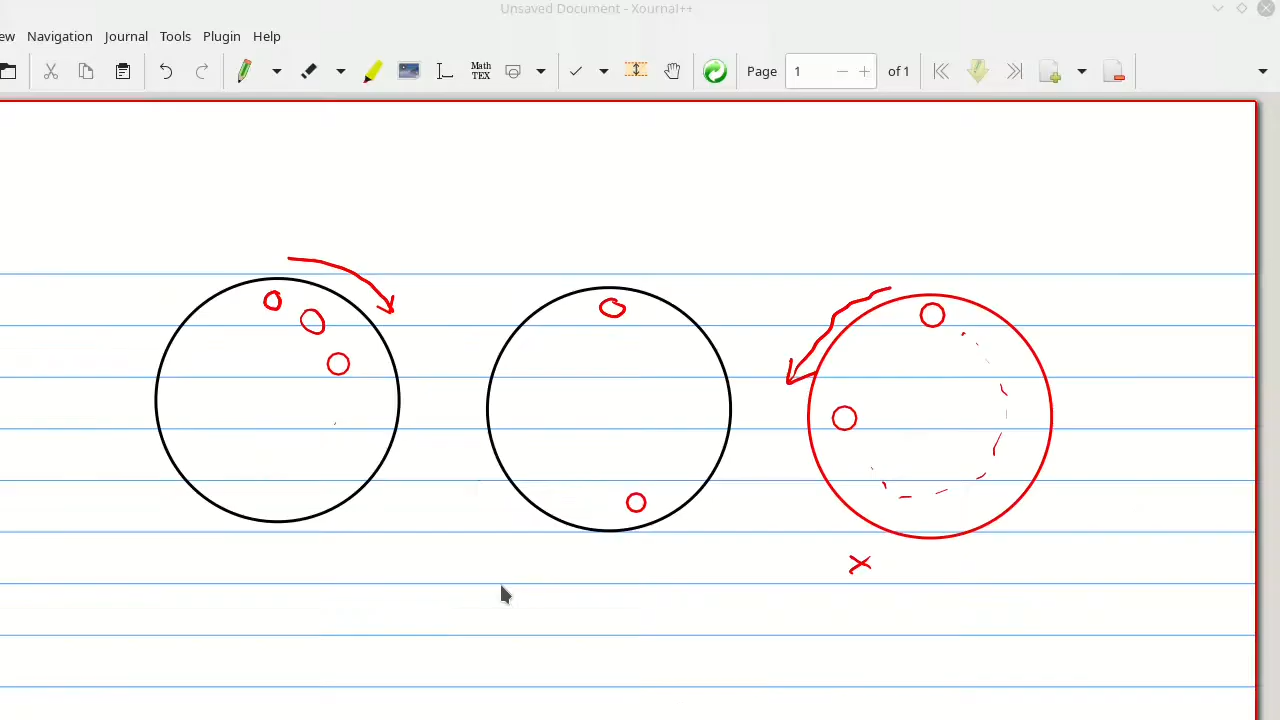 Unsaved Document - Xournal++
ew Navigation Journal Tools Plugin Help
Math TEX Page 1 of 1
x